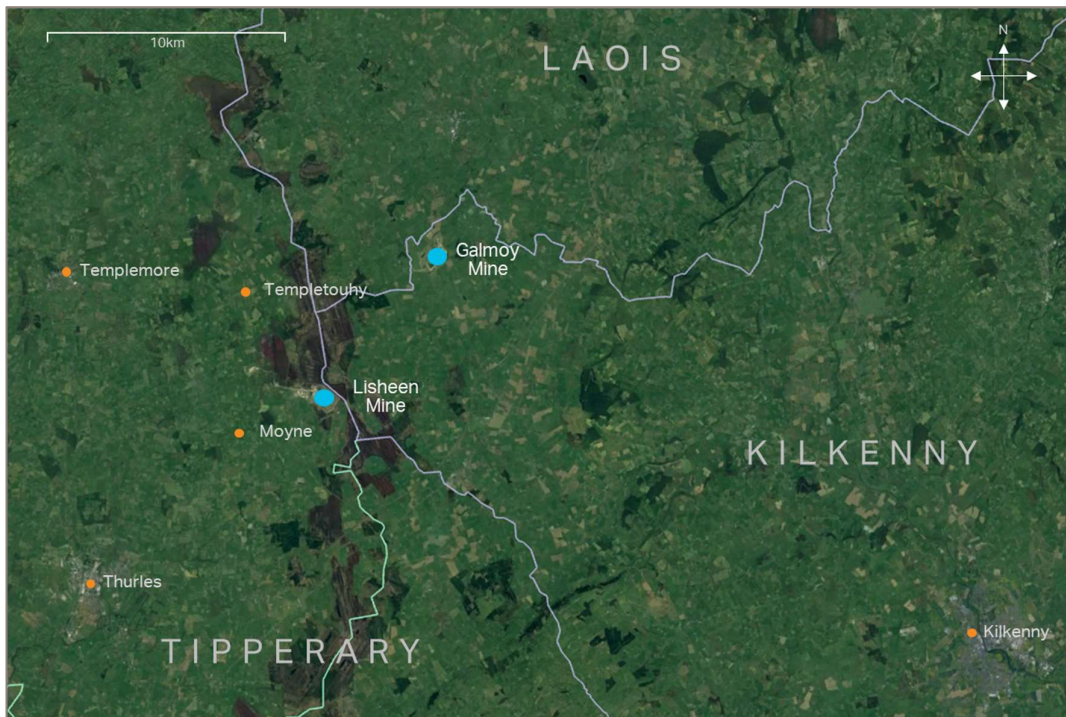 N
10km
LAOIS
Galmoy
Mine
Templemore
Templetouhy
Lisheen
Mine
Moyne
KILKENNY
Thurles
Kilkenny
TIPPERARY